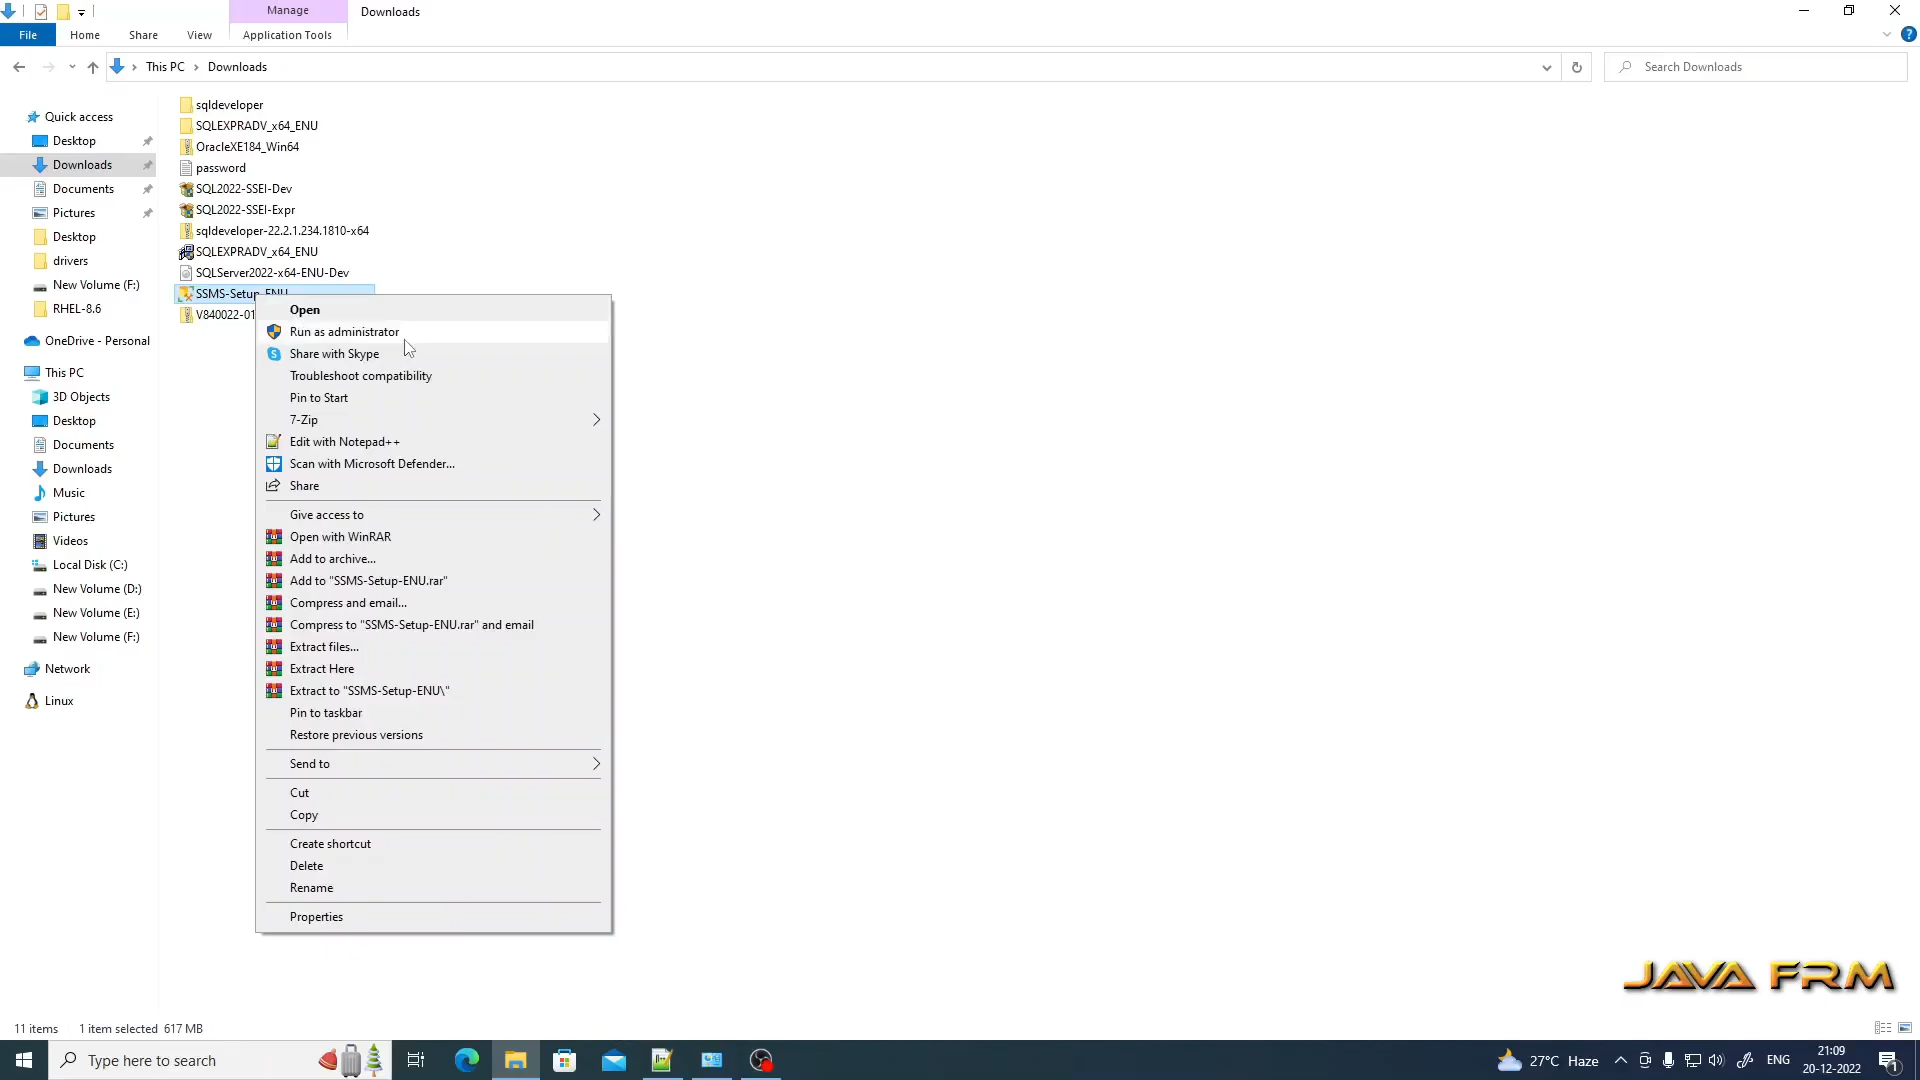 Manage
Downloads
File
Home
Share
View
Application Tools
This PC
Downloads
Search Downloads
Quick access
Desktop
Downloads
Documents
Pictures
Desktop
drivers
New Volume (F:)
RHEL-8.6
OneDrive - Personal
This PC
3D Objects
Desktop
Documents
Downloads
Music
Pictures
Videos
Local Disk (C:)
New Volume (D:)
New Volume (E:)
New Volume (F:)
Network
Linux
sqldeveloper
SQLEXPRADV_x64_ENU
OracleXE184_Win64
password
SQL2022-SSEI-Dev
SQL2022-SSEI-Expr
sqldeveloper-22.2.1.234.1810-x64
SQLEXPRADV_x64_ENU
SQLServer2022-x64-ENU-Dev
SSMS-Setup-ENU
V840022-01
Open
Run as administrator
Share with Skype
Troubleshoot compatibility
Pin to Start
7-Zip
Edit with Notepad++
Scan with Microsoft Defender...
Share
Give access to
Open with WinRAR
Add to archive...
Add to "SSMS-Setup-ENU.rar"
Compress and email...
Compress to "SSMS-Setup-ENU.rar" and email
Extract files...
Extract Here
Extract to "SSMS-Setup-ENU\"
Pin to taskbar
Restore previous versions
Send to
Cut
Copy
Create shortcut
Delete
Rename
Properties
JAVA FRM
11 items
1 item selected 617 MB
Type here to search
27°C Haze
ENG
21:09
20-12-2022
1